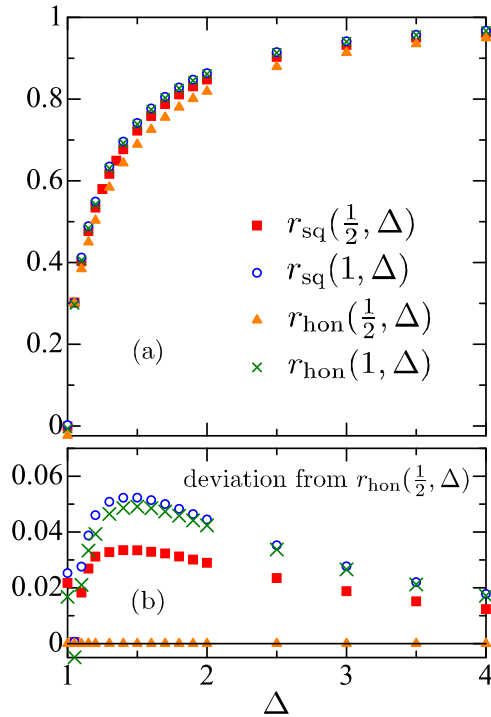 1
0.8
0.6
0.4
0.2
0
r_sq(1/2, Δ)
r_sq(1, Δ)
r_hon(1/2, Δ)
r_hon(1, Δ)
(a)
0.06
0.04
0.02
0
deviation from r_hon(1/2, Δ)
(b)
1 2 3 4
Δ